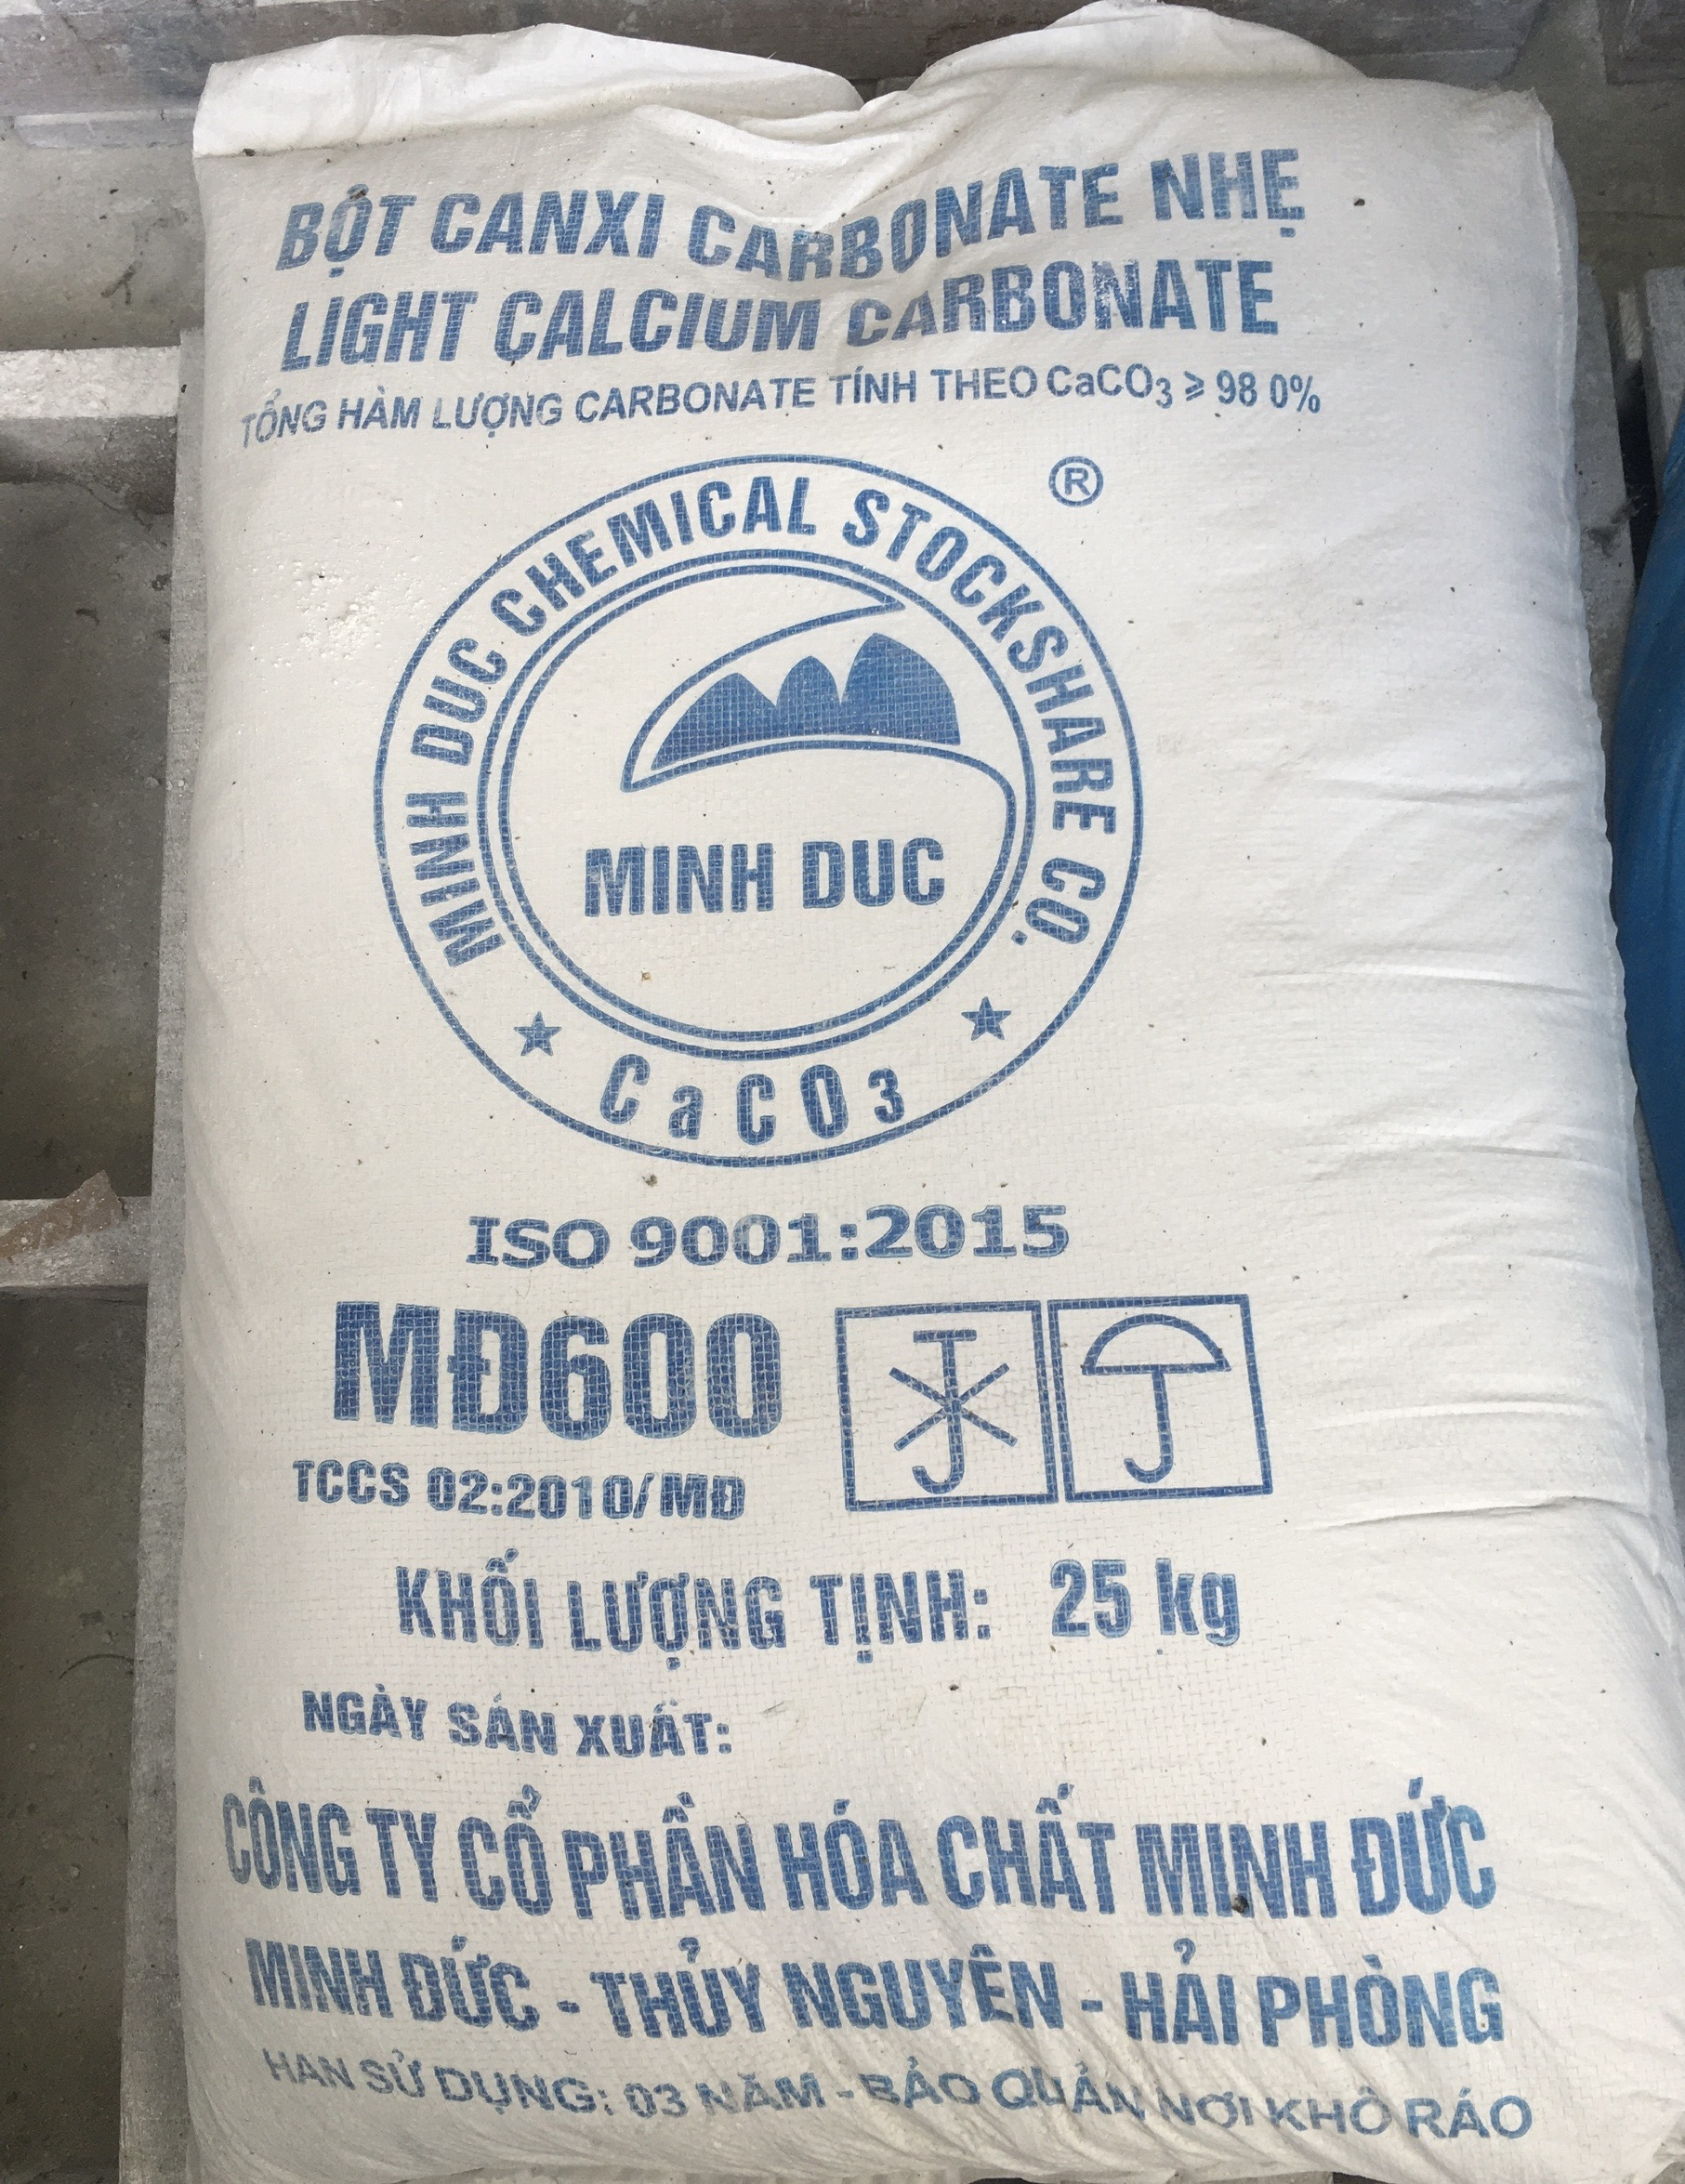 BỘT CANXI CARBONATE NHẸ
LIGHT CALCIUM CARBONATE
TỔNG HÀM LƯỢNG CARBONATE TÍNH THEO CaCO3 ≥ 98 0%
®
MINH DUC CHEMICAL STOCKSHARE CO.
MINH DUC
★ CaCO3 ★
ISO 9001:2015
MĐ600
TCCS 02:2010/MĐ
KHỐI LƯỢNG TỊNH: 25 kg
NGÀY SẢN XUẤT:
CÔNG TY CỔ PHẦN HÓA CHẤT MINH ĐỨC
MINH ĐỨC - THỦY NGUYÊN - HẢI PHÒNG
HẠN SỬ DỤNG: 03 NĂM - BẢO QUẢN NƠI KHÔ RÁO